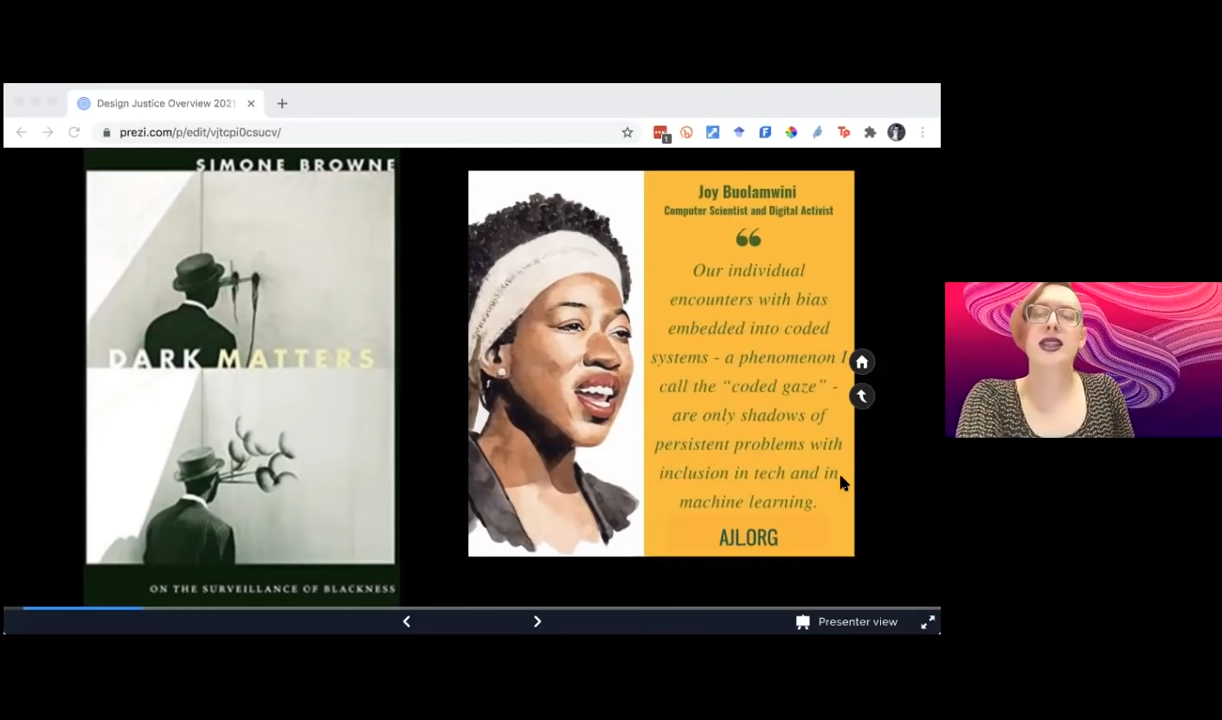 Design Justice Overview 2021
prezi.com/p/edit/vjtcpi0csucv/
1
Tp
SIMONE BROWNE
DARK MATTERS
ON THE SURVEILLANCE OF BLACKNESS
Joy Buolamwini
Computer Scientist and Digital Activist
“
Our individual
encounters with bias
embedded into coded
systems - a phenomenon I
call the “coded gaze” -
are only shadows of
persistent problems with
inclusion in tech and in
machine learning.
AJL.ORG
Presenter view